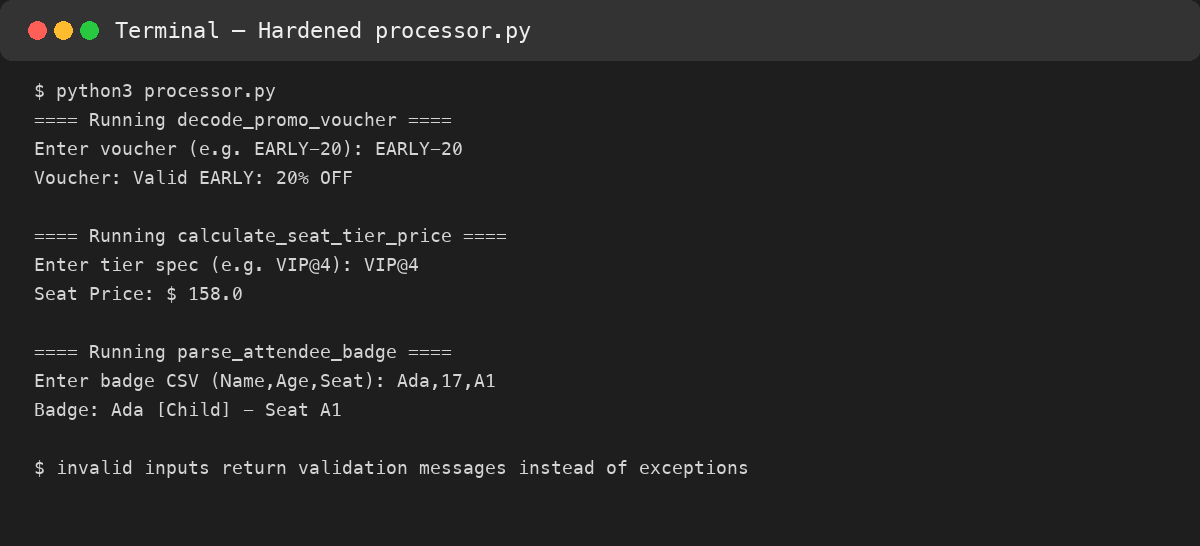 Terminal — Hardened processor.py
$ python3 processor.py
==== Running decode_promo_voucher ====
Enter voucher (e.g. EARLY-20): EARLY-20
Voucher: Valid EARLY: 20% OFF
==== Running calculate_seat_tier_price ====
Enter tier spec (e.g. VIP@4): VIP@4
Seat Price: $ 158.0
==== Running parse_attendee_badge ====
Enter badge CSV (Name,Age,Seat): Ada,17,A1
Badge: Ada [Child] - Seat A1
$ invalid inputs return validation messages instead of exceptions